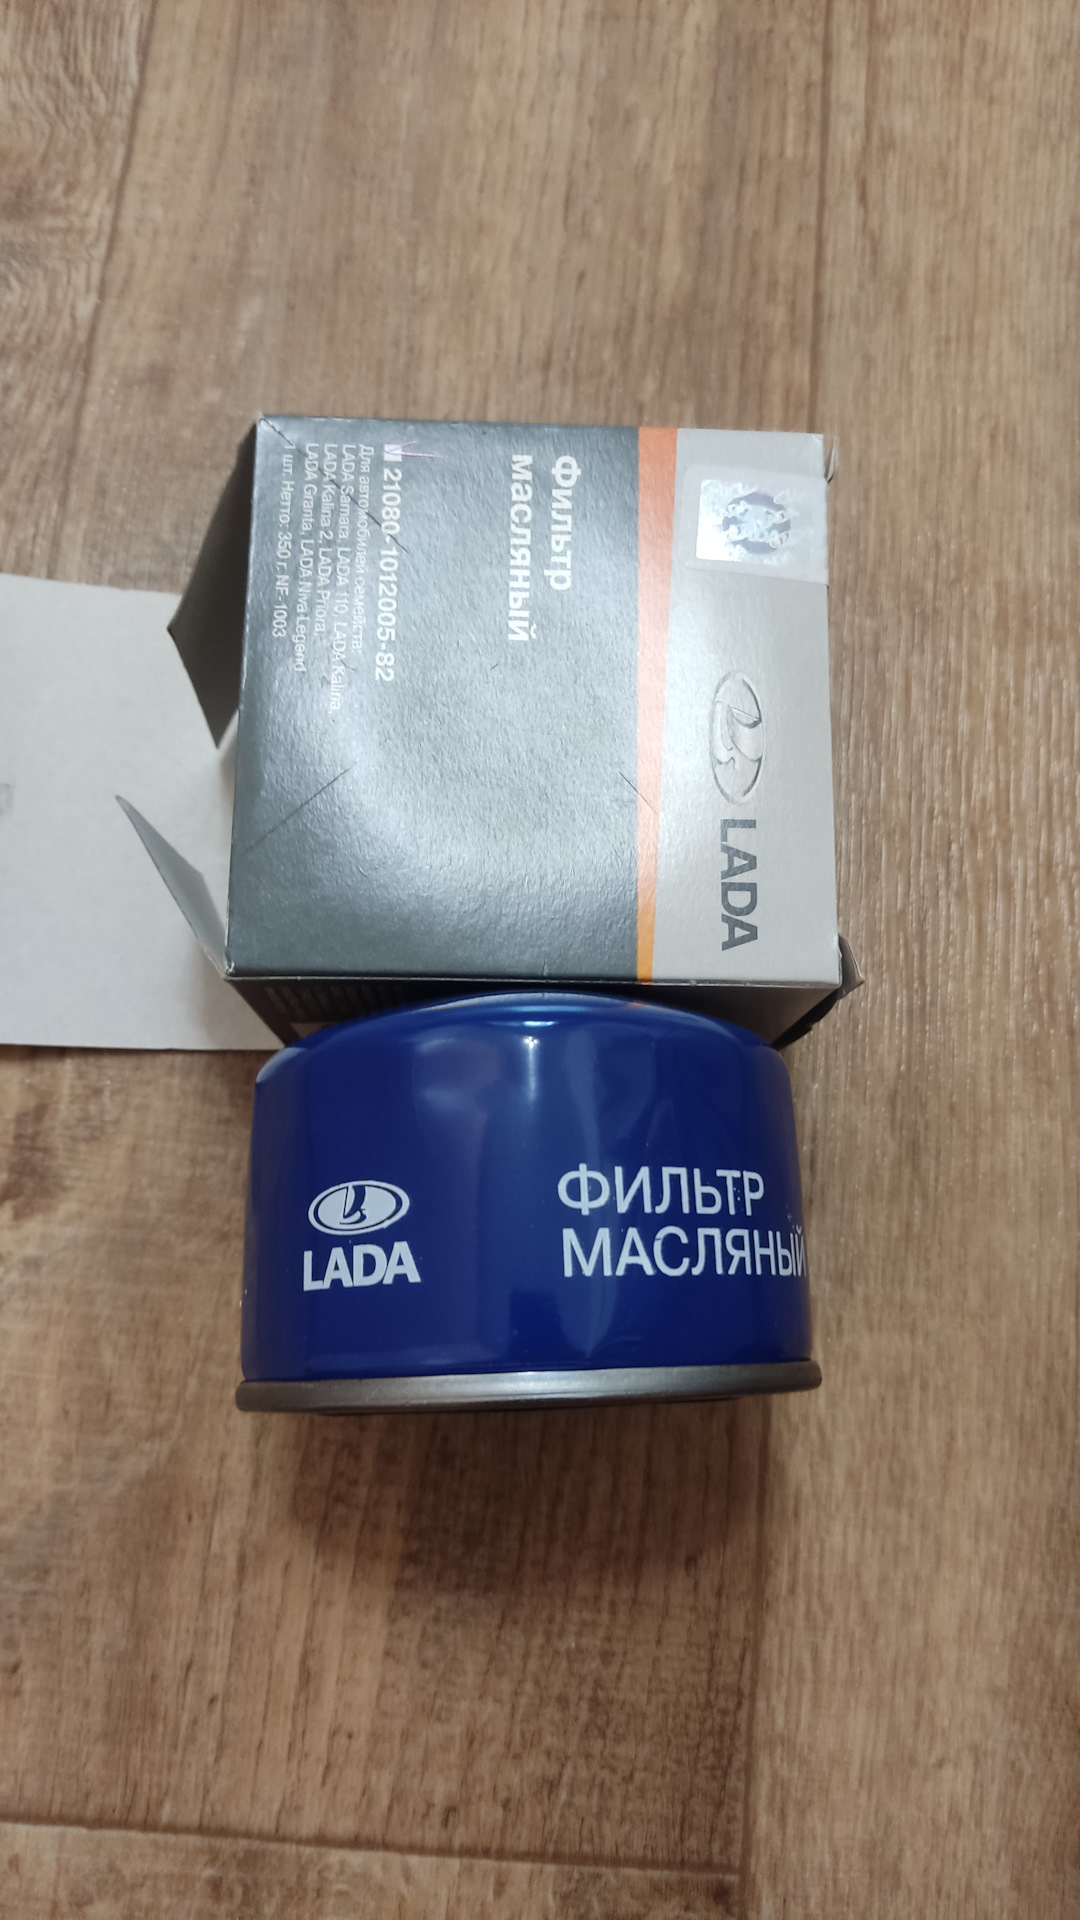 LADA
Фильтр
масляный
21080-1012005-82
Для автомобилей семейств:
LADA Samara, LADA 110, LADA Kalina,
LADA Kalina 2, LADA Priora,
LADA Granta, LADA Niva Legend
1 шт. Нетто: 350 г. NF-1003
LADA
ФИЛЬТР
МАСЛЯНЫЙ